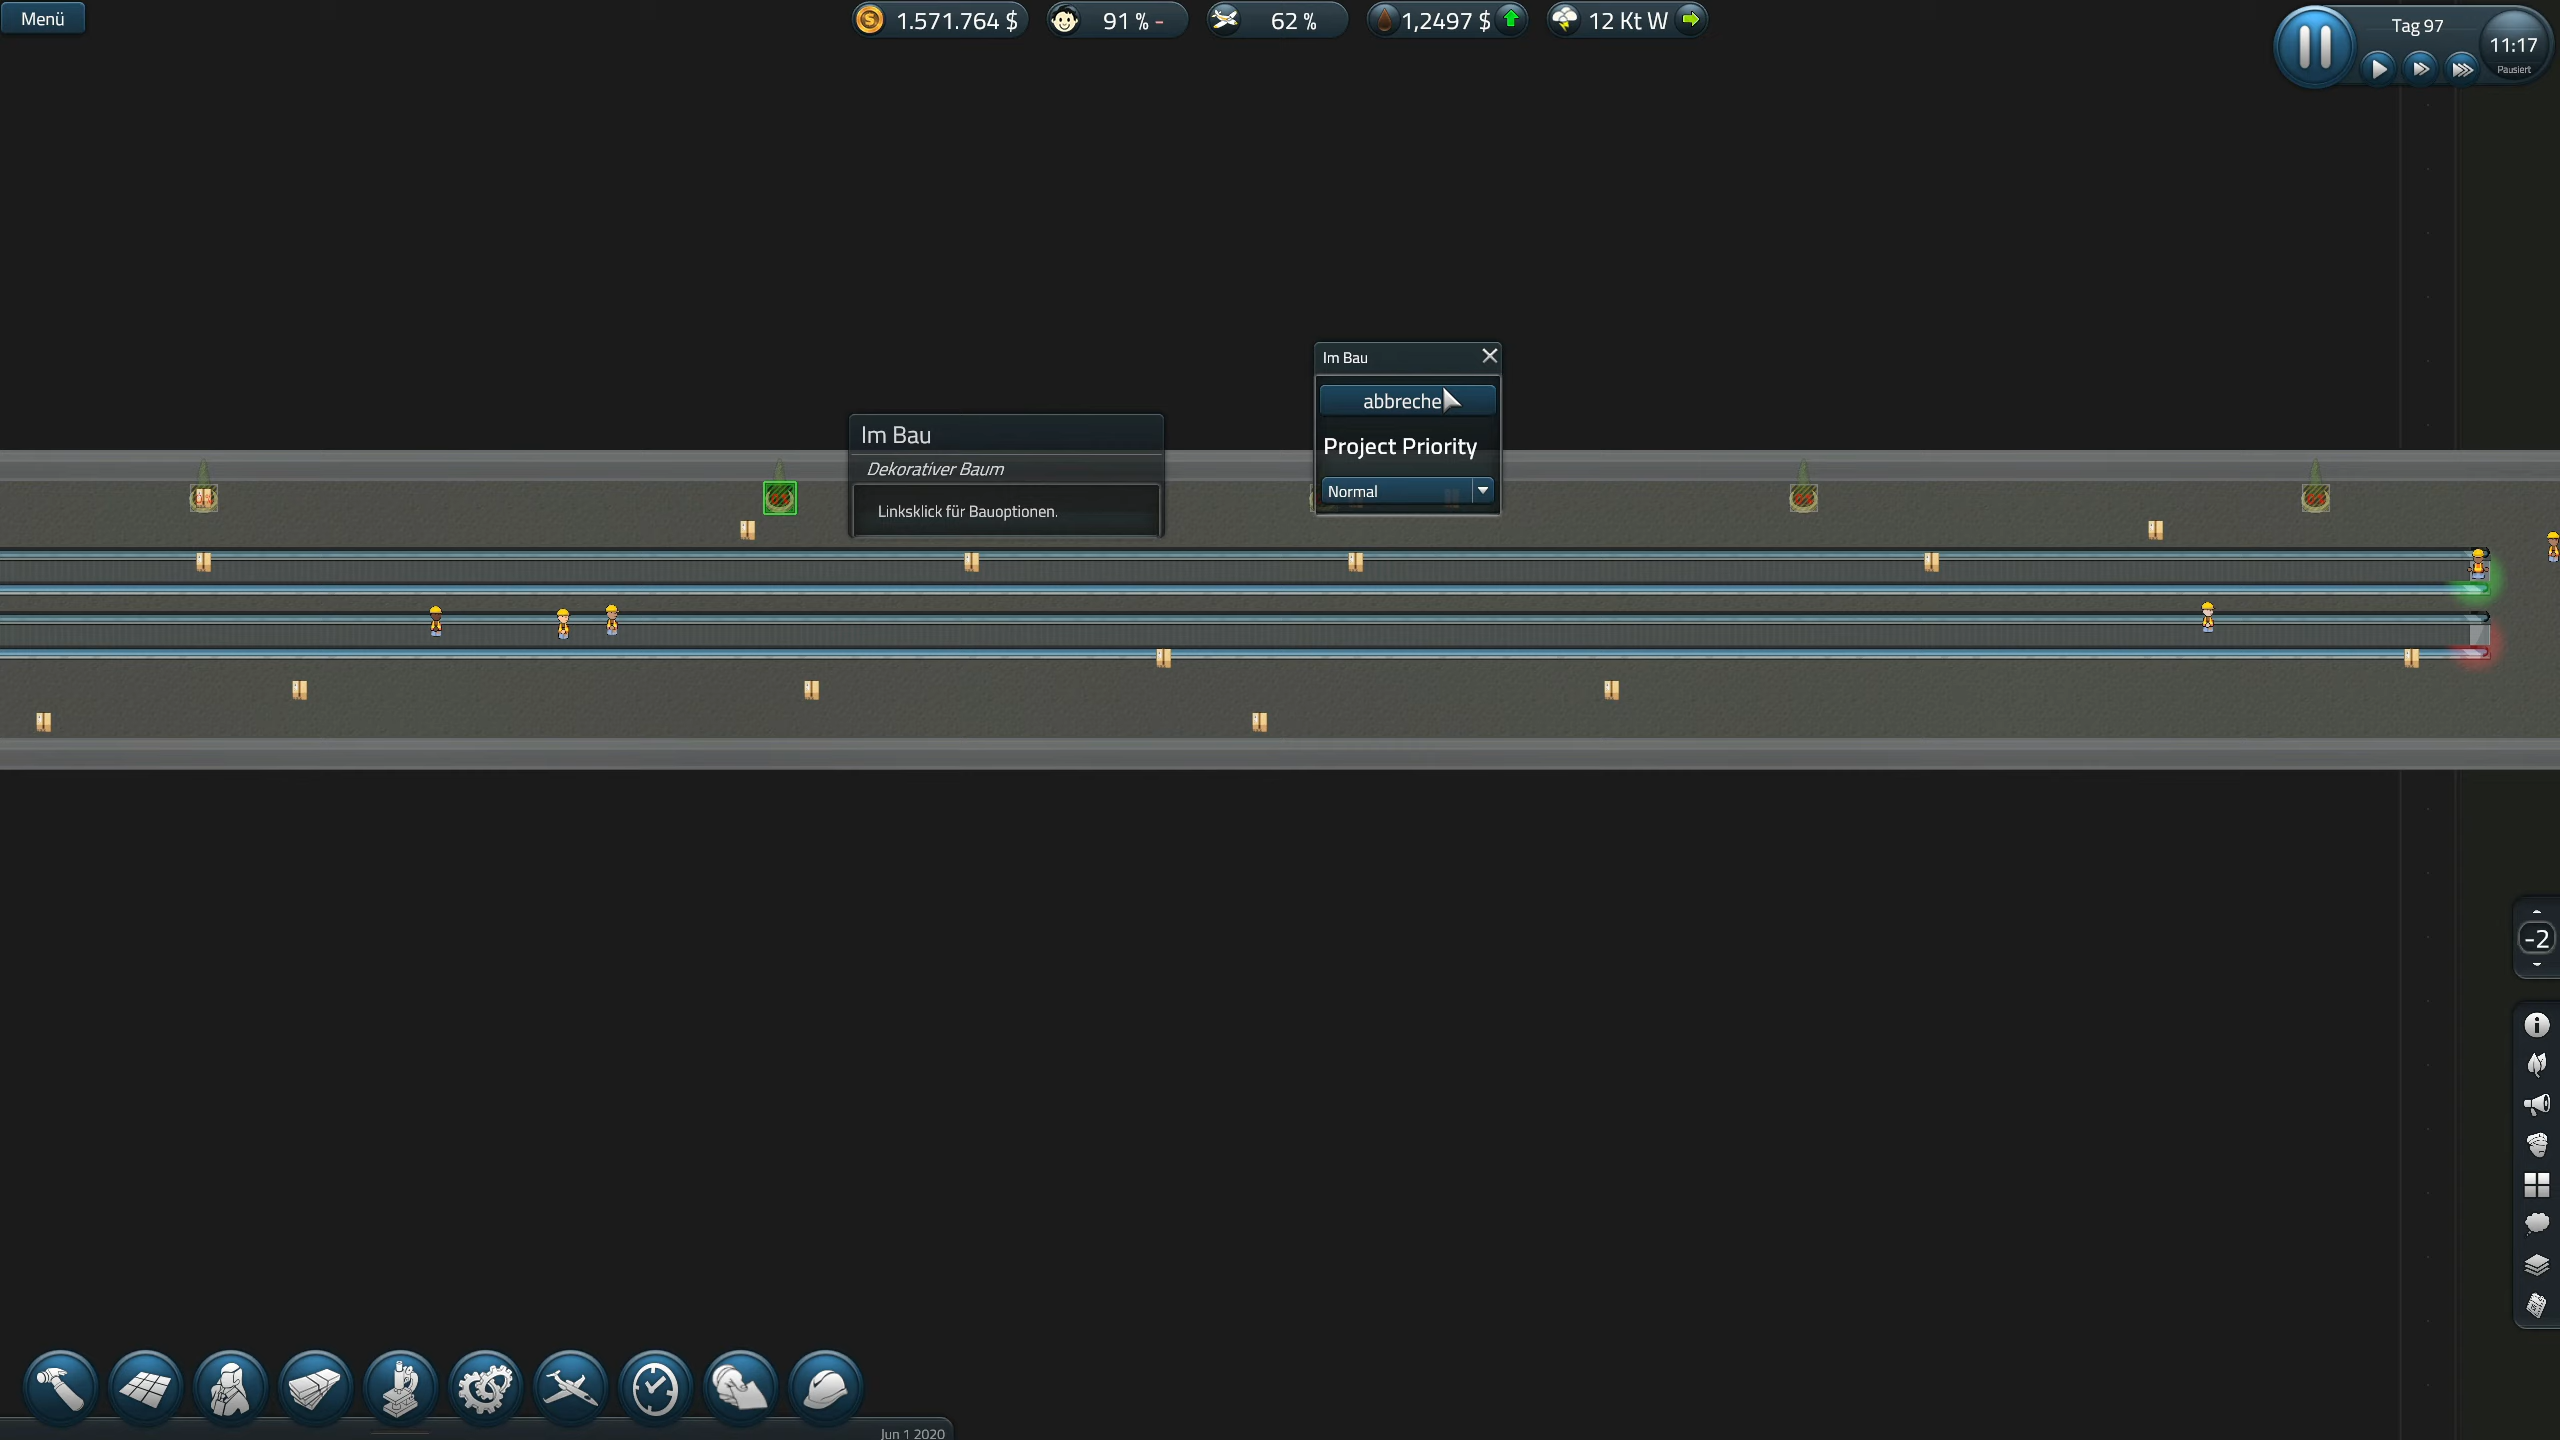 Menü
1.571.764 $
91 % -
62 %
1,2497 $
12 Kt W
Tag 97
11:17
Pausiert
Im Bau
abbreche
Project Priority
Normal
Im Bau
Dekorativer Baum
Linksklick für Bauoptionen.
-2
Jun 1 2020